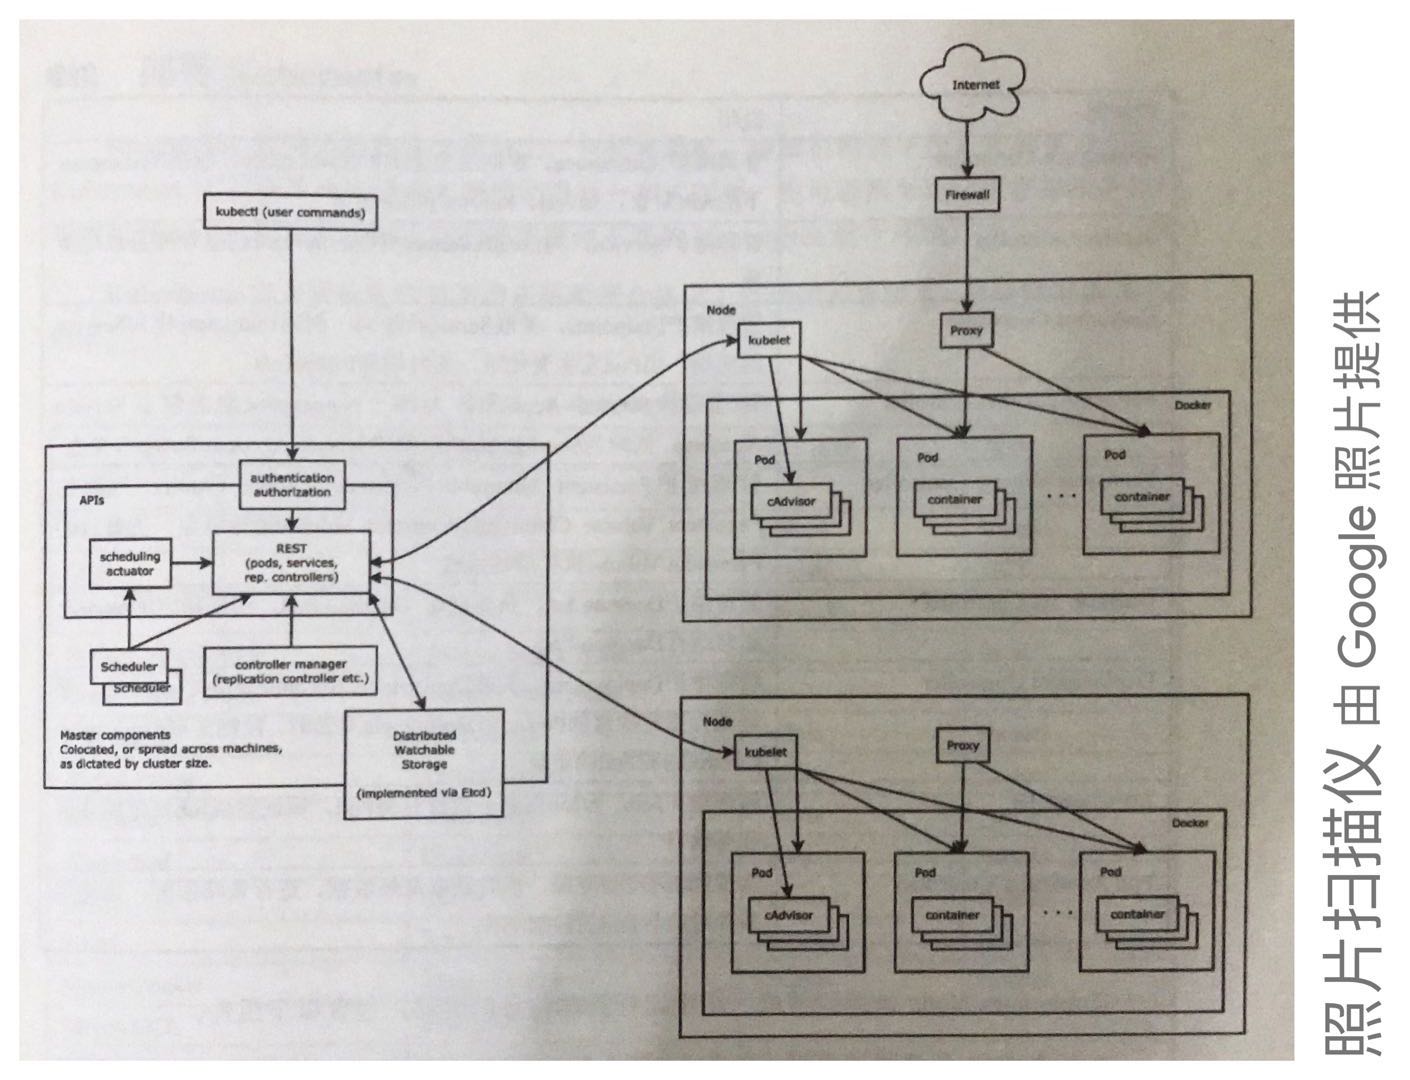 Internet
Firewall
kubectl (user commands)
Node
kubelet
Proxy
Docker
Pod
cAdvisor
Pod
container
. . .
Pod
container
authentication
authorization
APIs
scheduling
actuator
REST
(pods, services,
rep. controllers)
Scheduler
Scheduler
controller manager
(replication controller etc.)
Master components
Colocated, or spread across machines,
as dictated by cluster size.
Distributed
Watchable
Storage
(implemented via Etcd)
Node
kubelet
Proxy
Docker
Pod
cAdvisor
Pod
container
. . .
Pod
container
照片扫描仪 由 Google 照片提供